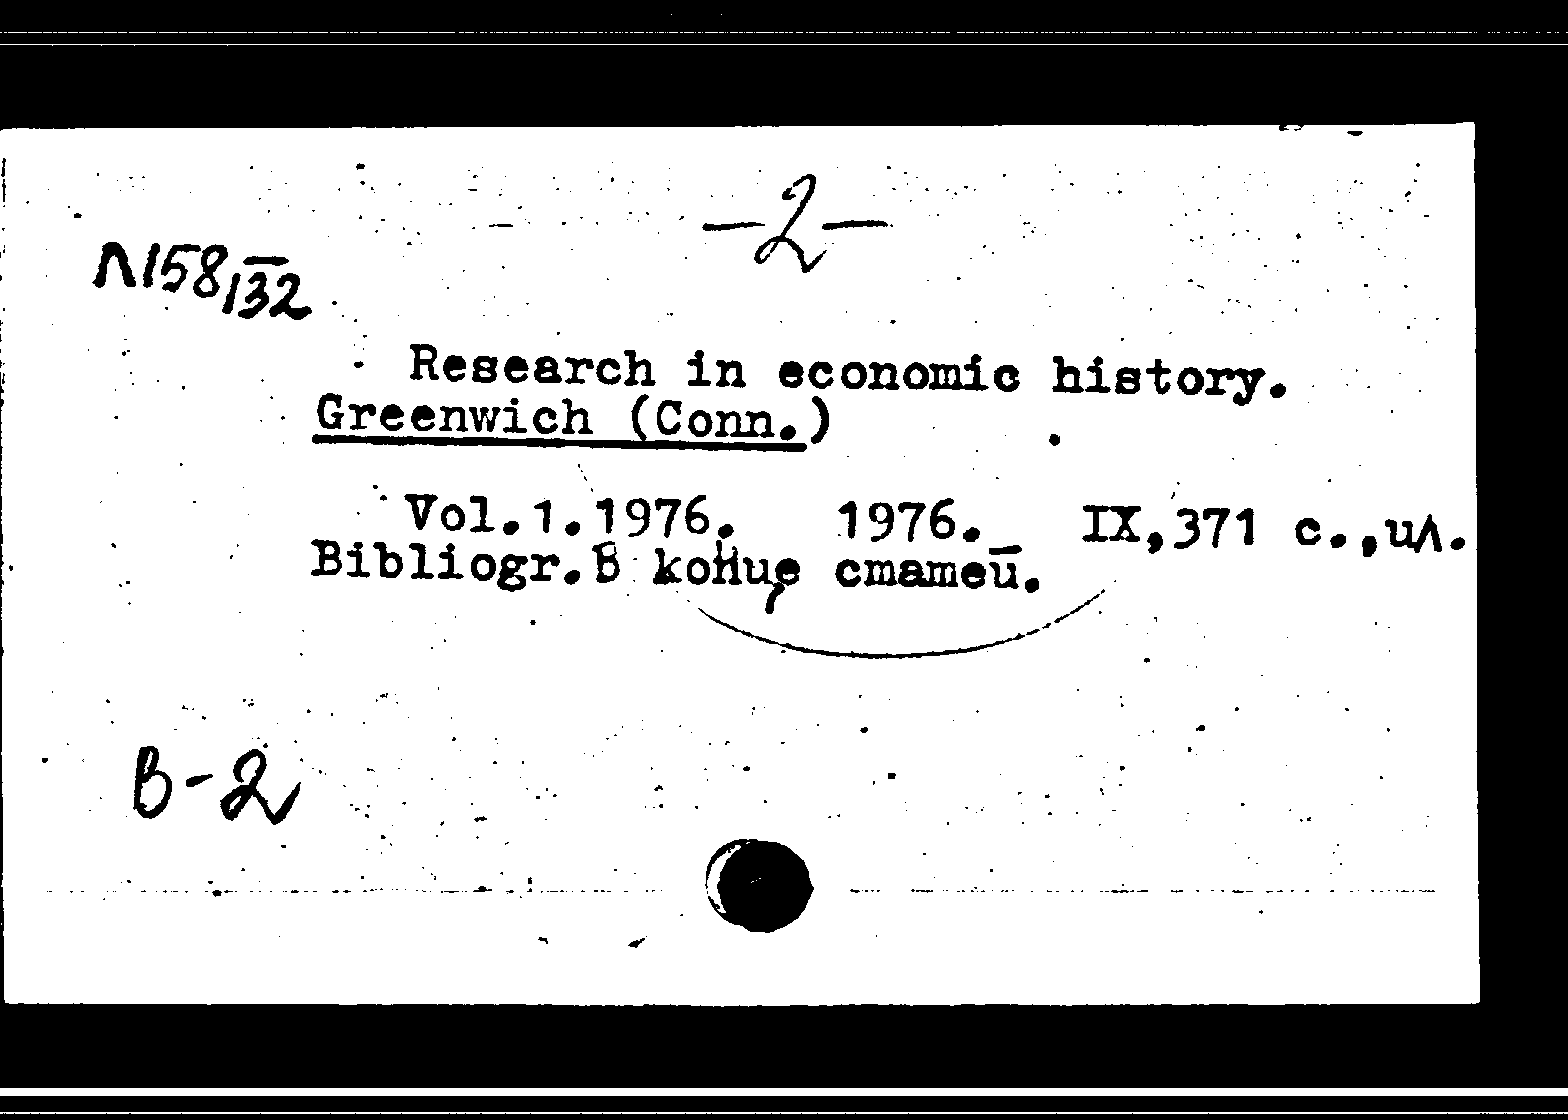 -2-
Л158/132
Research in economic history.
Greenwich (Conn.)
Vol.1.1976. 1976. IX,371 с.,ил.
Bibliogr.в конце статей.
В-2